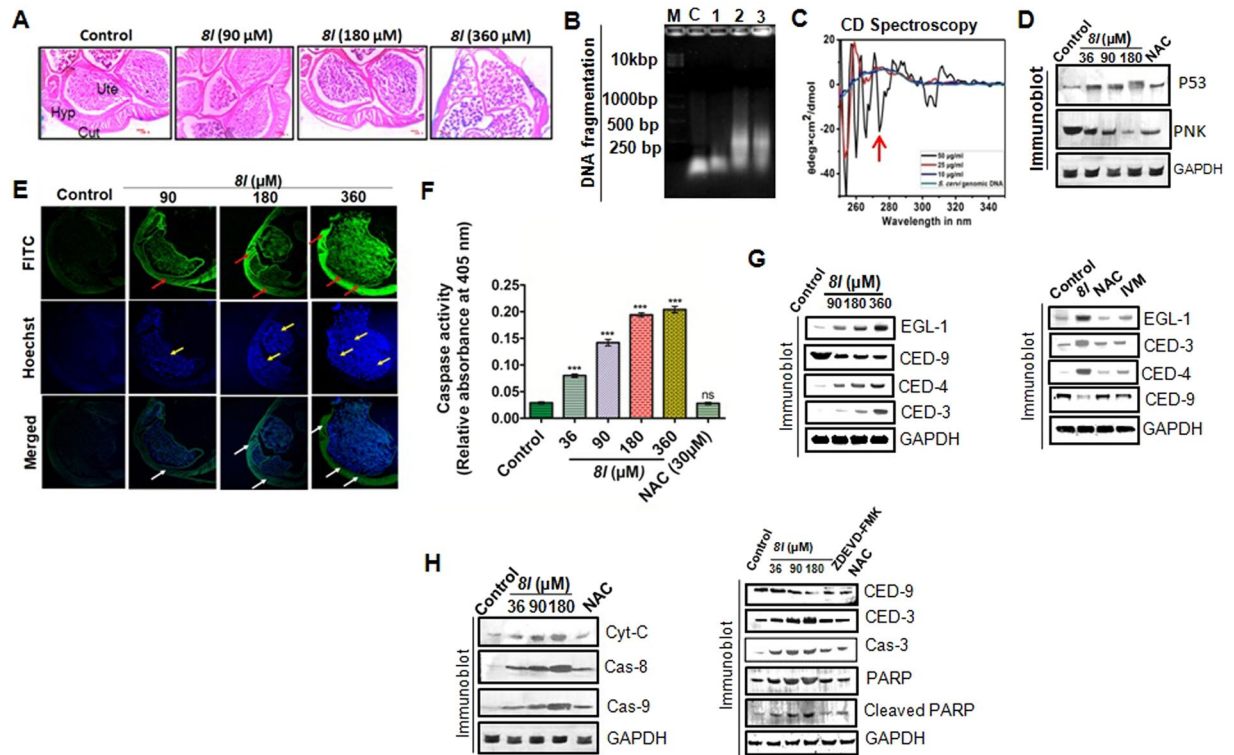 A
Control
8l (90 µM)
8l (180 µM)
8l (360 µM)
Ute
Hyp
Cut
B
M C 1 2 3
DNA fragmentation
10kbp
1000bp
500 bp
250 bp
C
CD Spectroscopy
θdeg×cm²/dmol
20
0
-20
-40
260 280 300 320 340
Wavelength in nm
50 µg/ml
25 µg/ml
10 µg/ml
B. cervi genomic DNA
D
Control
8l (µM)
36 90 180
NAC
Immunoblot
P53
PNK
GAPDH
E
Control
8l (µM)
90 180 360
FITC
Hoechst
Merged
F
Caspase activity
(Relative absorbance at 405 nm)
0.30
0.25
0.20
0.15
0.10
0.05
0.00
***
***
***
***
ns
Control
36
90
180
360
NAC (30µM)
8l (µM)
G
Control
8l (µM)
90 180 360
Immunoblot
EGL-1
CED-9
CED-4
CED-3
GAPDH
Control
8l
NAC
IVM
Immunoblot
EGL-1
CED-3
CED-4
CED-9
GAPDH
H
Control
8l (µM)
36 90 180
NAC
Immunoblot
Cyt-C
Cas-8
Cas-9
GAPDH
Control
8l (µM)
36 90 180
ZDEVD-FMK
NAC
Immunoblot
CED-9
CED-3
Cas-3
PARP
Cleaved PARP
GAPDH